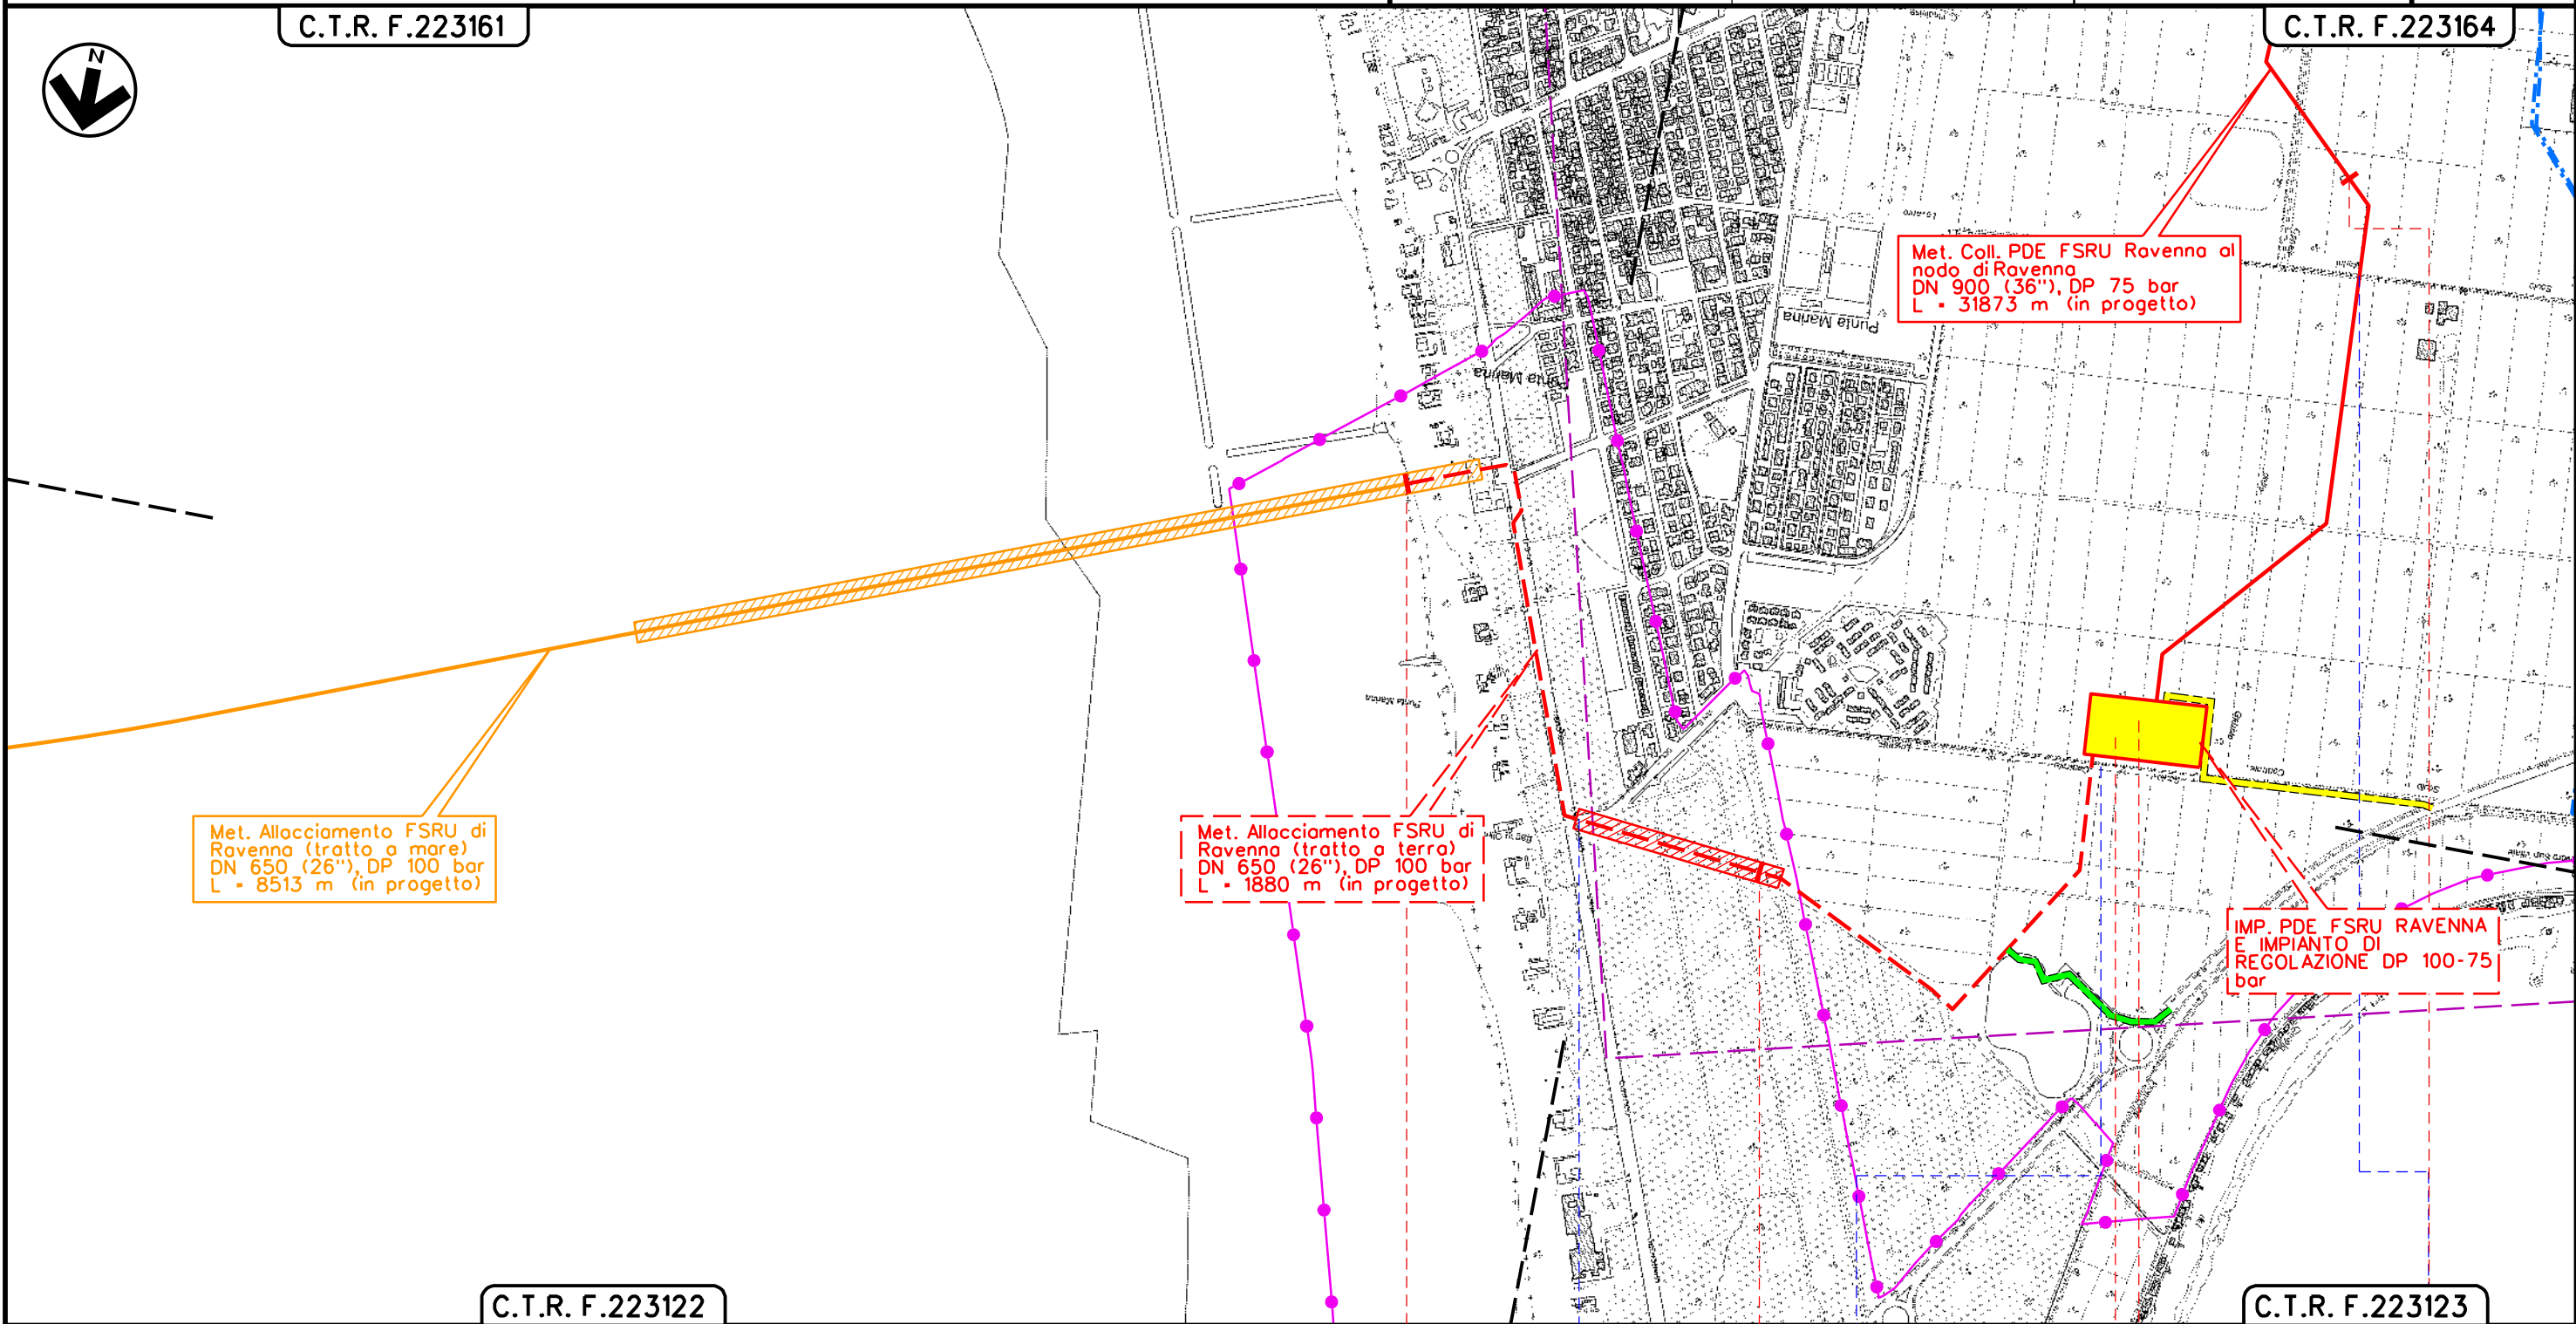 C.T.R. F.223161
C.T.R. F.223164
N
Met. Coll. PDE FSRU Ravenna al
nodo di Ravenna
DN 900 (36"), DP 75 bar
L = 31873 m (in progetto)
Punta Marina
Punta Marina
Punta Marina
Met. Allacciamento FSRU di
Ravenna (tratto a mare)
DN 650 (26"), DP 100 bar
L = 8513 m (in progetto)
Met. Allacciamento FSRU di
Ravenna (tratto a terra)
DN 650 (26"), DP 100 bar
L = 1880 m (in progetto)
IMP. PDE FSRU RAVENNA
E IMPIANTO DI
REGOLAZIONE DP 100-75
bar
C.T.R. F.223122
C.T.R. F.223123